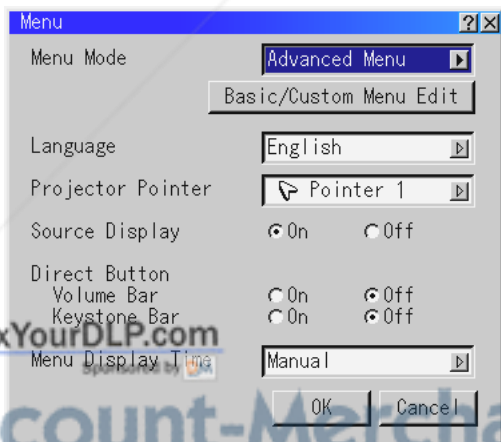 Menu
Menu Mode Advanced Menu
Basic/Custom Menu Edit
Language English
Projector Pointer Pointer 1
Source Display On Off
Direct Button
Volume Bar On Off
Keystone Bar On Off
xYourDLP.com
Menu Display Time Manual
Sponsored by
OK Cancel
count-Mercha